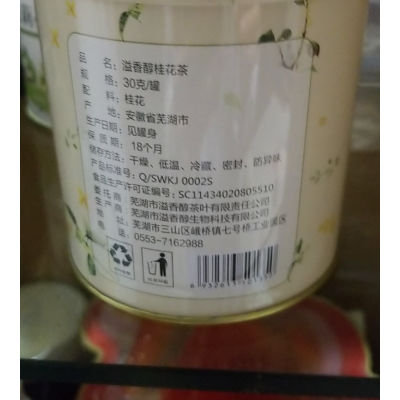 品 名：溢香醇桂花茶
规 格：30克/罐
配 料：桂花
产 地：安徽省芜湖市
生产日期：见罐身
保 质 期：18个月
储存方法：干燥、低温、冷藏、密封、防异味
产品标准号：Q/SWKJ 0002S
食品生产许可证编号：SC11434020805510
委 托 商：芜湖市溢香醇茶叶有限责任公司
生 产 商：芜湖市溢香醇生物科技有限公司
地 址：芜湖市三山区峨桥镇七号桥工业园区
电 话：0553-7162988